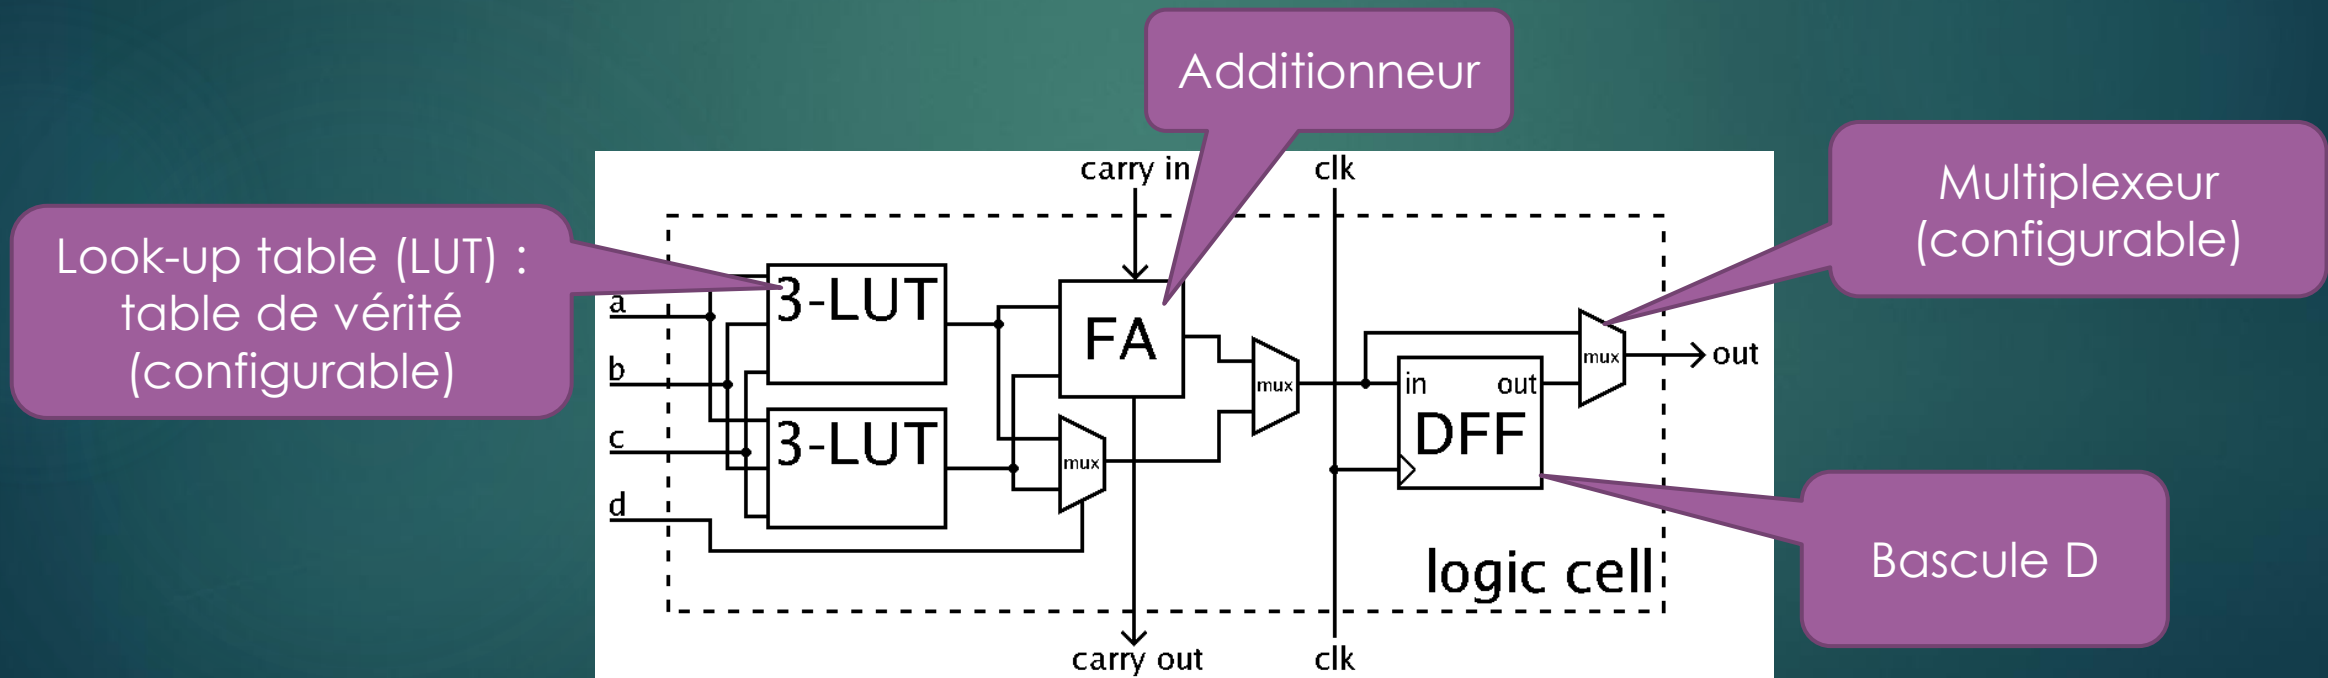 Additionneur
Multiplexeur
(configurable)
Look-up table (LUT) :
table de vérité
(configurable)
Bascule D
carry in
clk
a
b
c
d
3-LUT
3-LUT
FA
mux
mux
in
out
DFF
mux
out
logic cell
carry out
clk